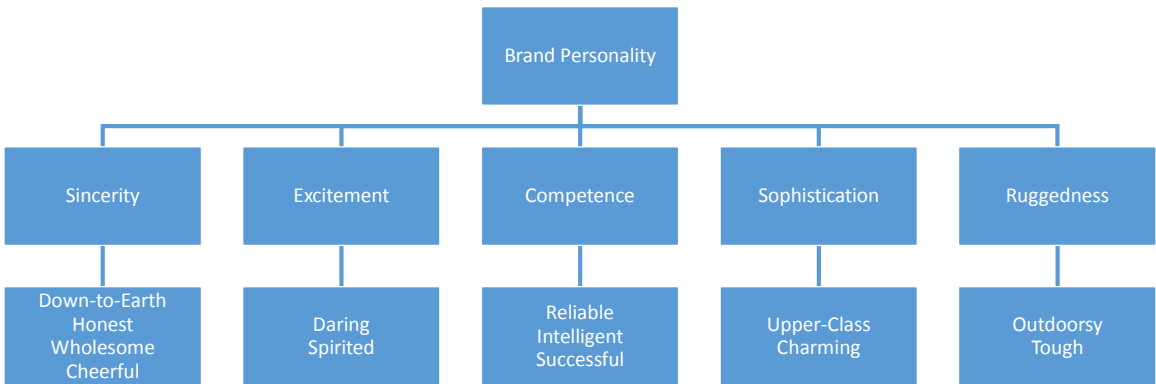 Brand Personality
Sincerity
Excitement
Competence
Sophistication
Ruggedness
Down-to-Earth
Honest
Wholesome
Cheerful
Daring
Spirited
Reliable
Intelligent
Successful
Upper-Class
Charming
Outdoorsy
Tough